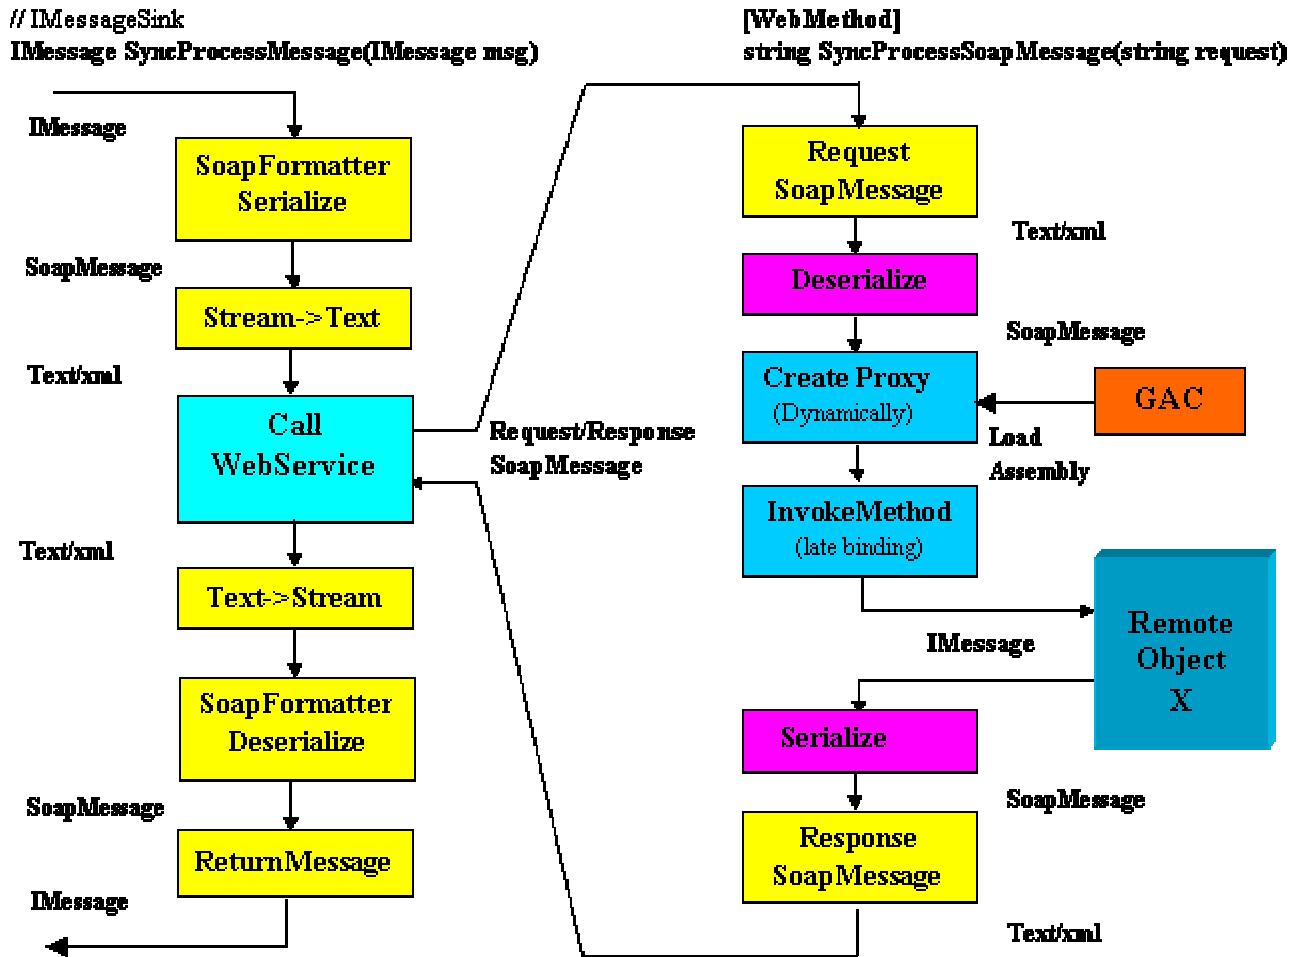 // IMessageSink
IMessage SyncProcessMessage(IMessage msg)
IMessage
SoapFormatter
Serialize
SoapMessage
Stream->Text
Text/xml
Call
WebService
Request/Response
SoapMessage
Text/xml
Text->Stream
SoapFormatter
Deserialize
SoapMessage
ReturnMessage
IMessage
[WebMethod]
string SyncProcessSoapMessage(string request)
Request
SoapMessage
Text/xml
Deserialize
SoapMessage
Create Proxy
(Dynamically)
GAC
Load
Assembly
InvokeMethod
(late binding)
Remote
Object
X
IMessage
Serialize
SoapMessage
Response
SoapMessage
Text/xml